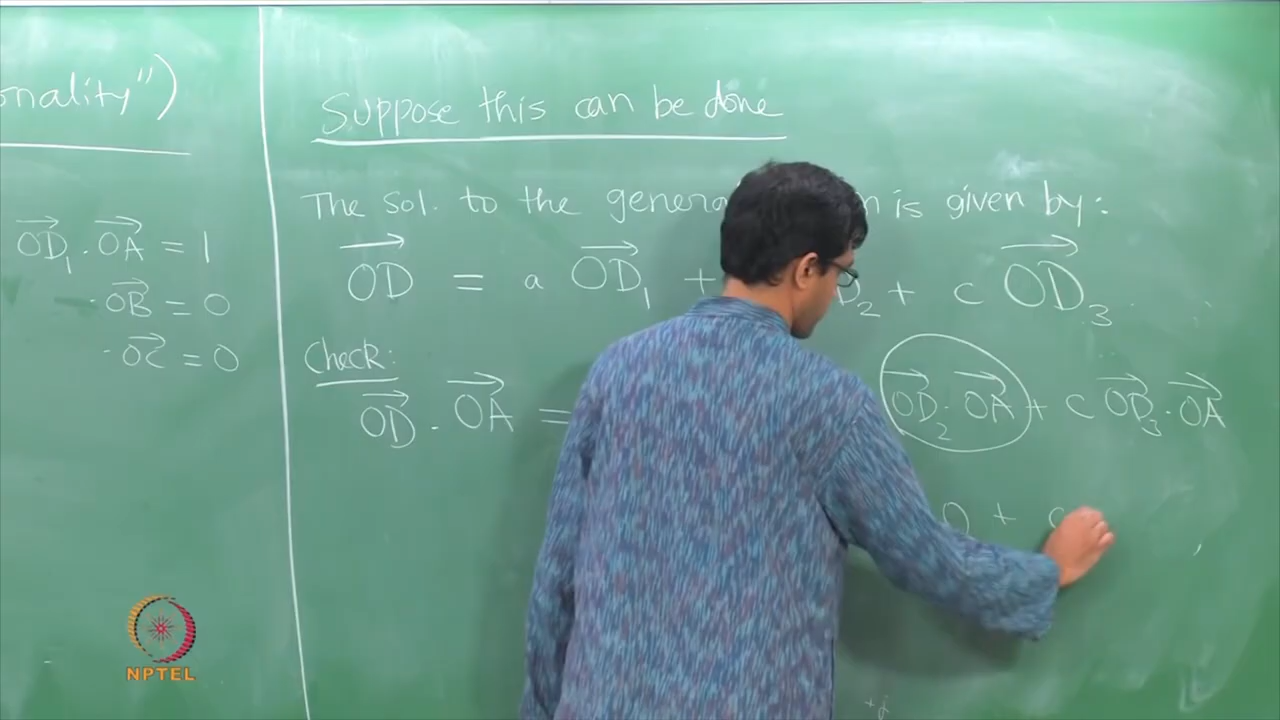 onality")
OD₁ · OA = 1
· OB = 0
· OC = 0
Suppose this can be done
The sol. to the genera n is given by:
OD = a OD₁ + D₂ + c OD₃
Check:
OD · OA = OD₂ · OA + c OD₃ · OA
0 + c
NPTEL